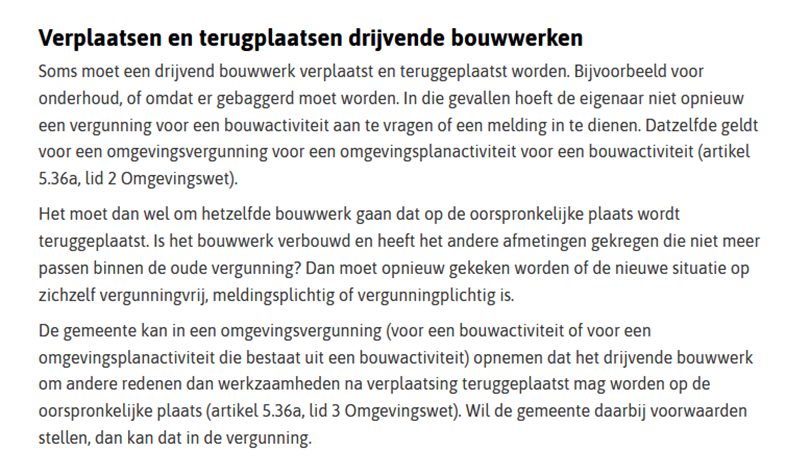 Verplaatsen en terugplaatsen drijvende bouwwerken
Soms moet een drijvend bouwwerk verplaatst en teruggeplaatst worden. Bijvoorbeeld voor
onderhoud, of omdat er gebaggerd moet worden. In die gevallen hoeft de eigenaar niet opnieuw
een vergunning voor een bouwactiviteit aan te vragen of een melding in te dienen. Datzelfde geldt
voor een omgevingsvergunning voor een omgevingsplanactiviteit voor een bouwactiviteit (artikel
5.36a, lid 2 Omgevingswet).
Het moet dan wel om hetzelfde bouwwerk gaan dat op de oorspronkelijke plaats wordt
teruggeplaatst. Is het bouwwerk verbouwd en heeft het andere afmetingen gekregen die niet meer
passen binnen de oude vergunning? Dan moet opnieuw gekeken worden of de nieuwe situatie op
zichzelf vergunningvrij, meldingsplichtig of vergunningplichtig is.
De gemeente kan in een omgevingsvergunning (voor een bouwactiviteit of voor een
omgevingsplanactiviteit die bestaat uit een bouwactiviteit) opnemen dat het drijvende bouwwerk
om andere redenen dan werkzaamheden na verplaatsing teruggeplaatst mag worden op de
oorspronkelijke plaats (artikel 5.36a, lid 3 Omgevingswet). Wil de gemeente daarbij voorwaarden
stellen, dan kan dat in de vergunning.